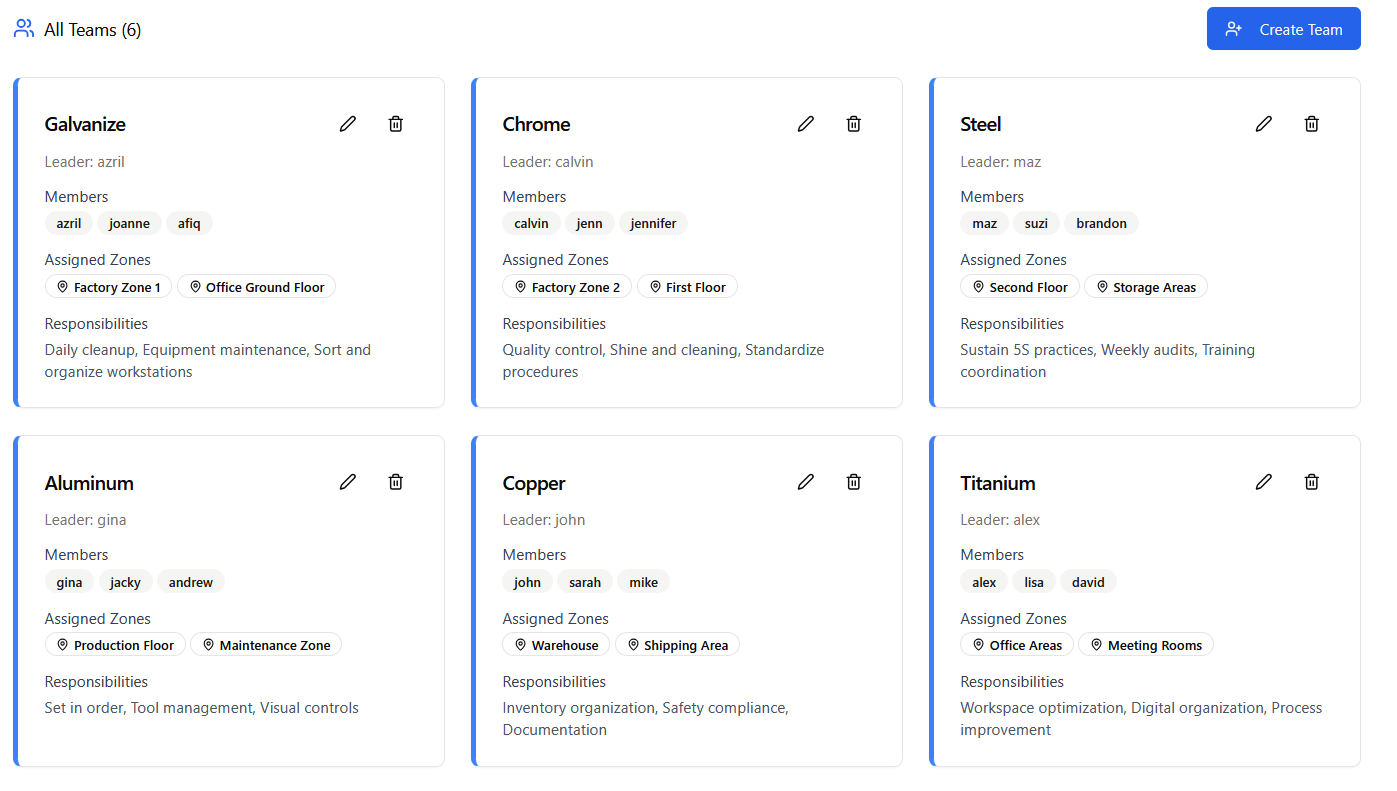 All Teams (6)
Create Team
Galvanize
Leader: azril
Members
azril joanne afiq
Assigned Zones
Factory Zone 1 Office Ground Floor
Responsibilities
Daily cleanup, Equipment maintenance, Sort and
organize workstations
Chrome
Leader: calvin
Members
calvin jenn jennifer
Assigned Zones
Factory Zone 2 First Floor
Responsibilities
Quality control, Shine and cleaning, Standardize
procedures
Steel
Leader: maz
Members
maz suzi brandon
Assigned Zones
Second Floor Storage Areas
Responsibilities
Sustain 5S practices, Weekly audits, Training
coordination
Aluminum
Leader: gina
Members
gina jacky andrew
Assigned Zones
Production Floor Maintenance Zone
Responsibilities
Set in order, Tool management, Visual controls
Copper
Leader: john
Members
john sarah mike
Assigned Zones
Warehouse Shipping Area
Responsibilities
Inventory organization, Safety compliance,
Documentation
Titanium
Leader: alex
Members
alex lisa david
Assigned Zones
Office Areas Meeting Rooms
Responsibilities
Workspace optimization, Digital organization, Process
improvement